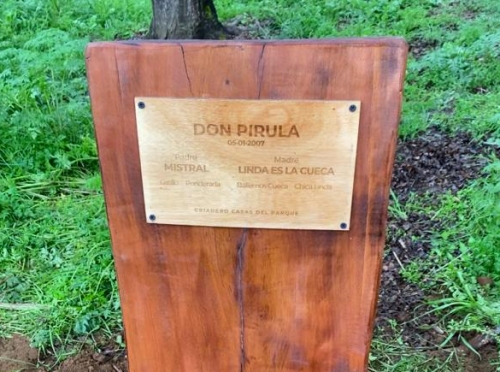 DON PIRULA
05-01-2007
Padre Madre
MISTRAL LINDA ES LA CUECA
CRIADERO CASAS DEL PARQUE